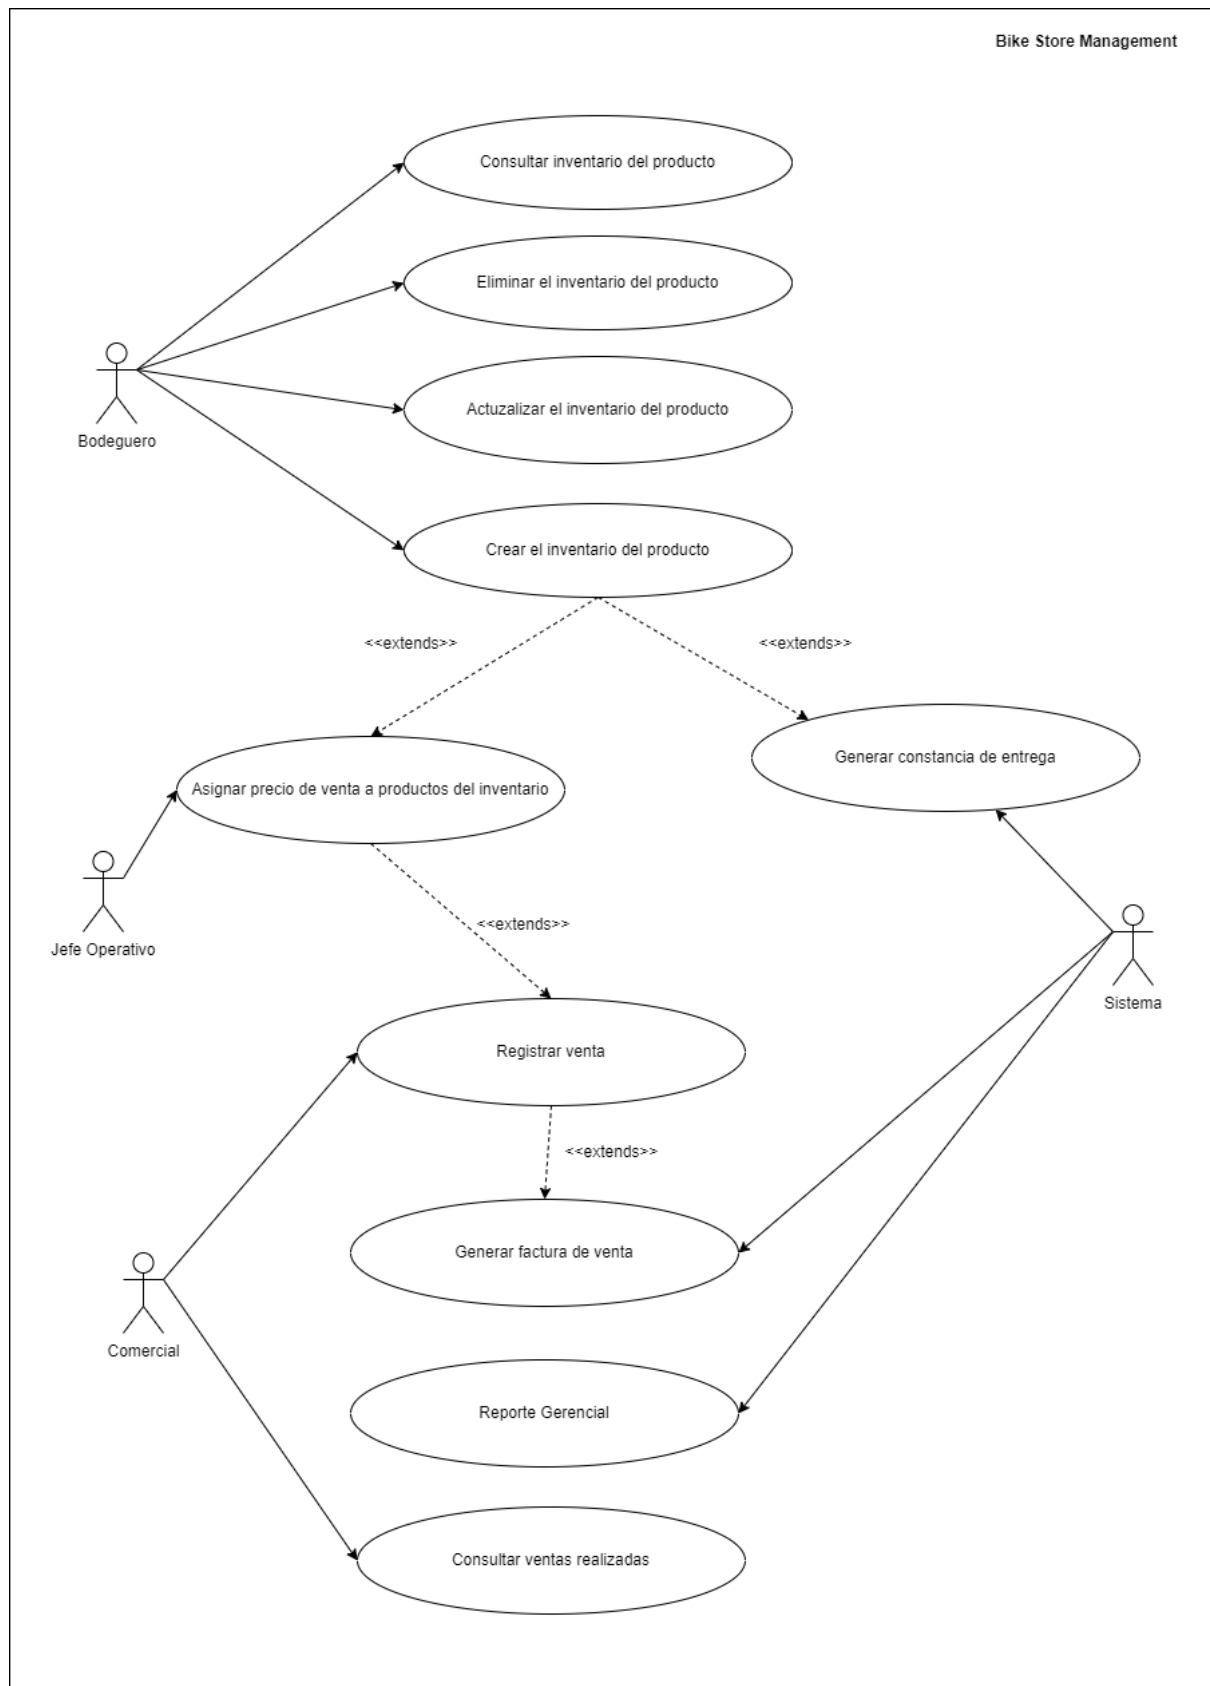 Bike Store Management
Consultar inventario del producto
Eliminar el inventario del producto
Actuzalizar el inventario del producto
Bodeguero
Crear el inventario del producto
<<extends>>
<<extends>>
Generar constancia de entrega
Asignar precio de venta a productos del inventario
<<extends>>
Jefe Operativo
Sistema
Registrar venta
<<extends>>
Generar factura de venta
Comercial
Reporte Gerencial
Consultar ventas realizadas